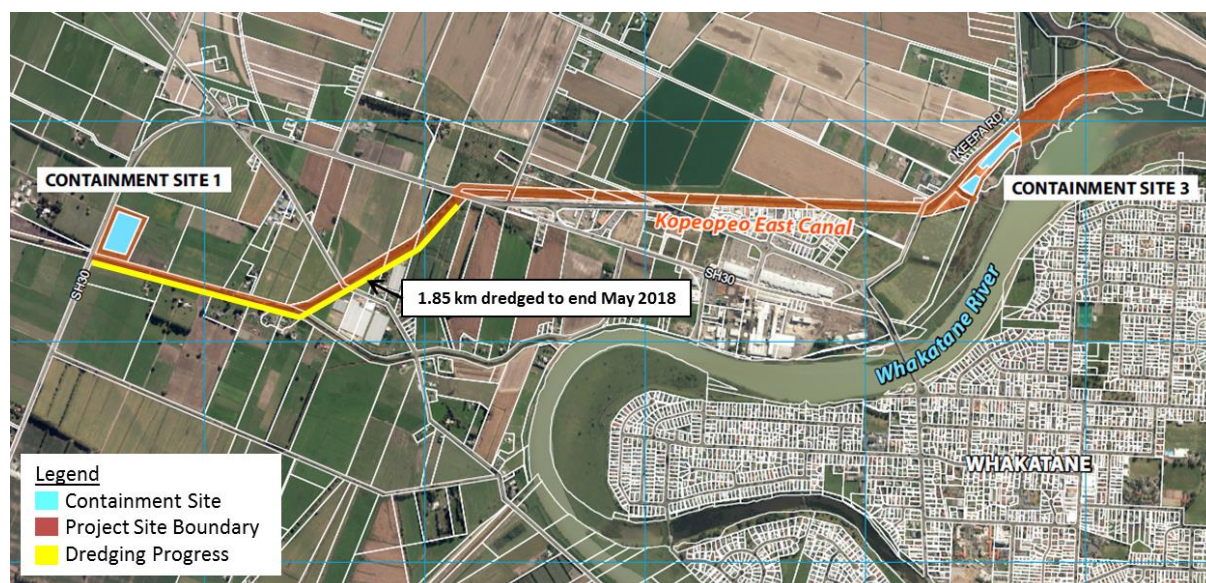 KEEPA RD
CONTAINMENT SITE 1
CONTAINMENT SITE 3
Kopeopeo East Canal
SH30
SH30
1.85 km dredged to end May 2018
Whakatane River
WHAKATANE
Legend
Containment Site
Project Site Boundary
Dredging Progress